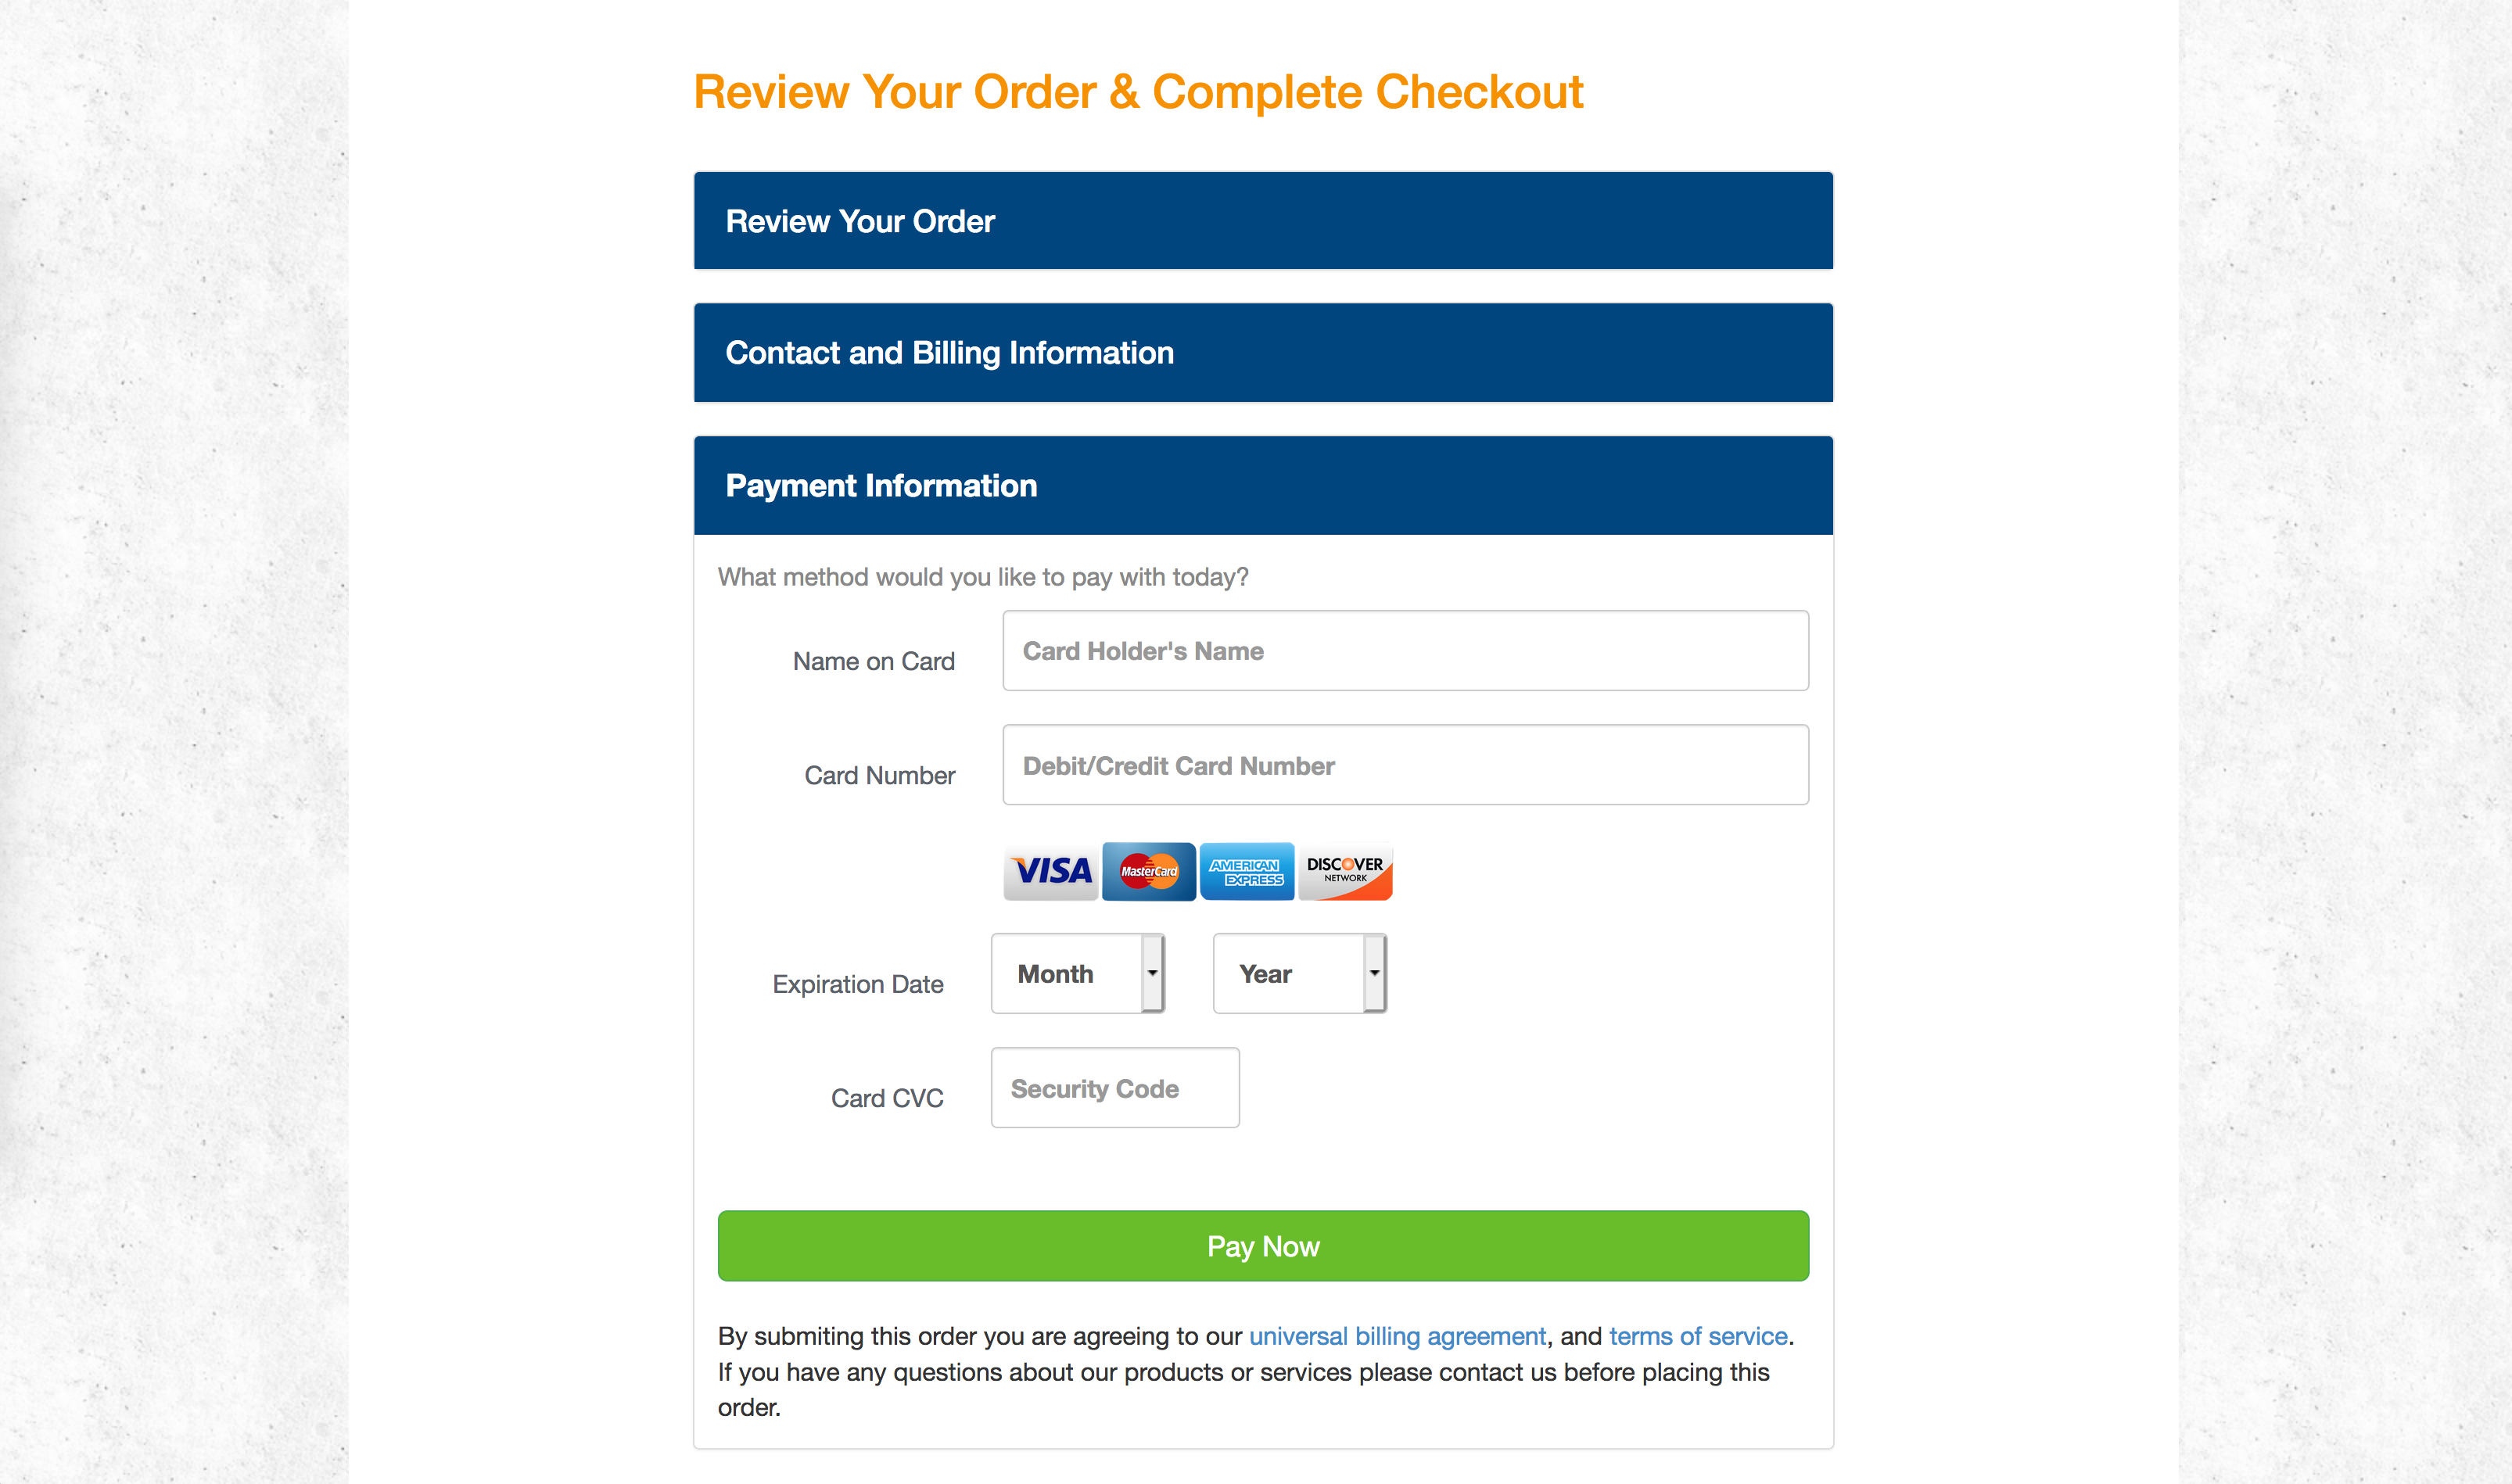 Review Your Order & Complete Checkout
Review Your Order
Contact and Billing Information
Payment Information
What method would you like to pay with today?
Name on Card
Card Holder's Name
Card Number
Debit/Credit Card Number
VISA MasterCard AMERICAN EXPRESS DISCOVER NETWORK
Expiration Date
Month
Year
Card CVC
Security Code
Pay Now
By submiting this order you are agreeing to our universal billing agreement, and terms of service.
If you have any questions about our products or services please contact us before placing this
order.